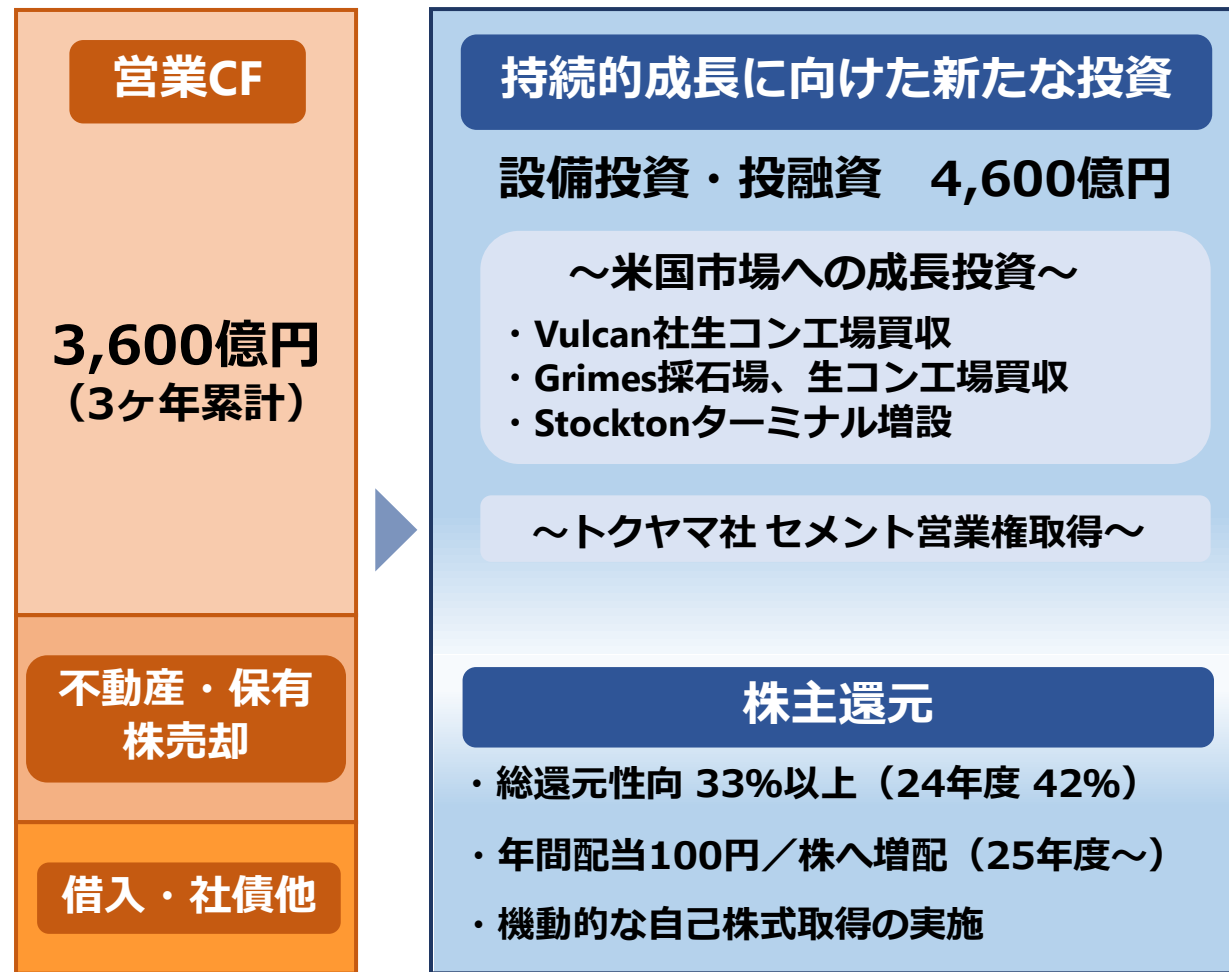 営業CF
3,600億円
（3ヶ年累計）
不動産・保有
株売却
借入・社債他
持続的成長に向けた新たな投資
設備投資・投融資　4,600億円
～米国市場への成長投資～
・Vulcan社生コン工場買収
・Grimes採石場、生コン工場買収
・Stocktonターミナル増設
～トクヤマ社 セメント営業権取得～
株主還元
・総還元性向 33%以上（24年度 42%）
・年間配当100円／株へ増配（25年度～）
・機動的な自己株式取得の実施